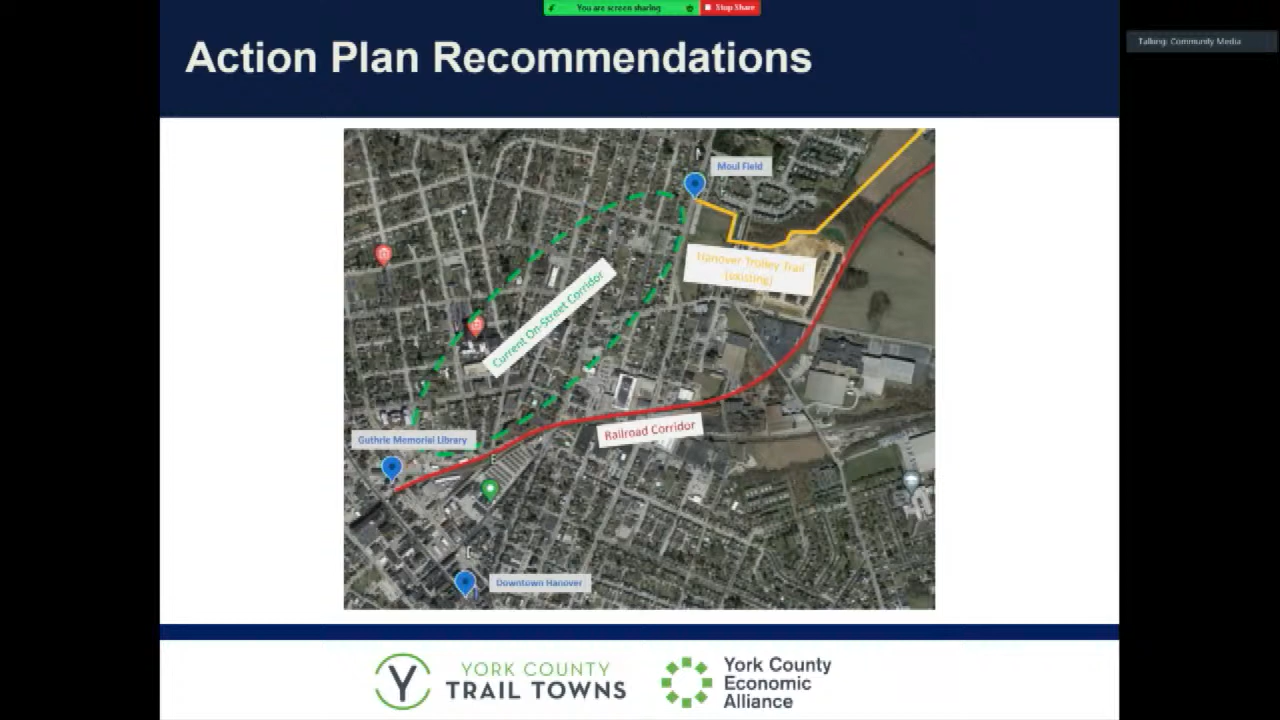 You are screen sharing
Stop Share
Talking: Community Media
Action Plan Recommendations
Moul Field
Hanover Trolley Trail
(existing)
Current On-Street Corridor
Railroad Corridor
Guthrie Memorial Library
Downtown Hanover
Y
YORK COUNTY
TRAIL TOWNS
York County
Economic
Alliance